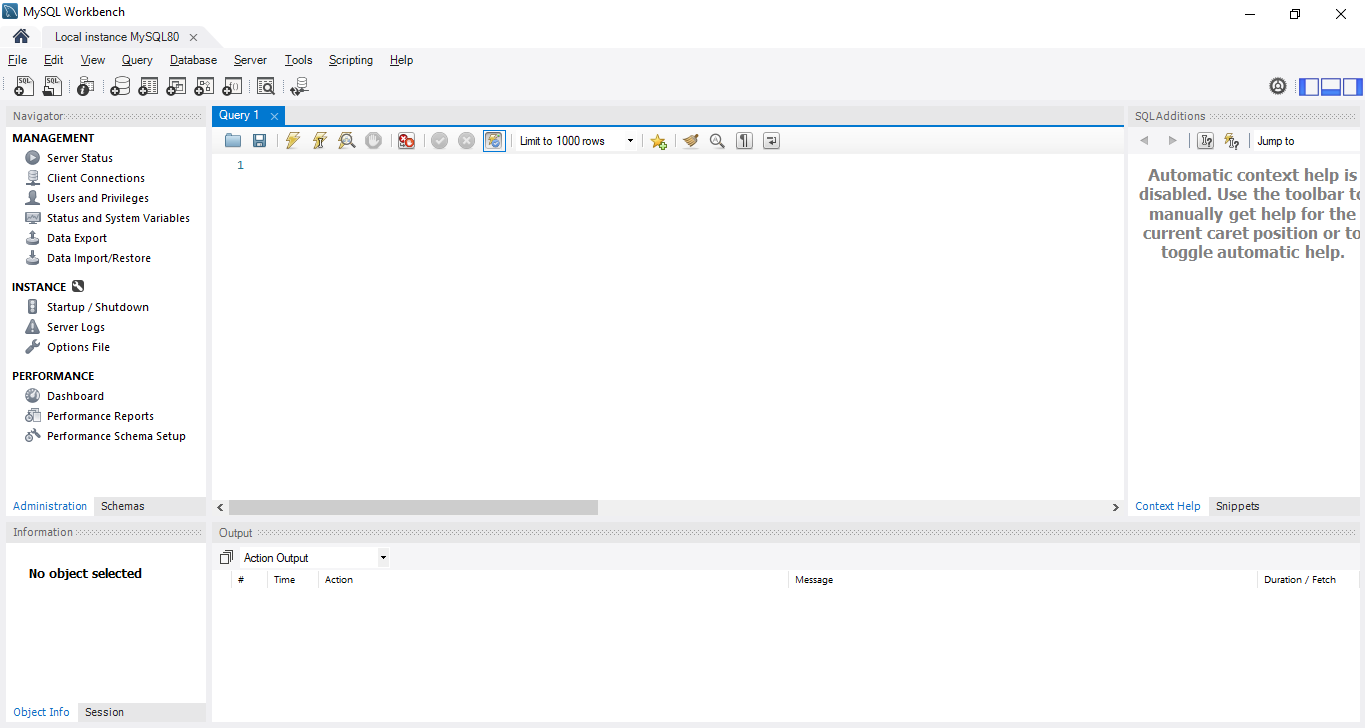 MySQL Workbench
Local instance MySQL80
File Edit View Query Database Server Tools Scripting Help
Navigator
MANAGEMENT
Server Status
Client Connections
Users and Privileges
Status and System Variables
Data Export
Data Import/Restore
INSTANCE
Startup / Shutdown
Server Logs
Options File
PERFORMANCE
Dashboard
Performance Reports
Performance Schema Setup
Administration Schemas
Query 1
Limit to 1000 rows
1
SQLAdditions
Jump to
Automatic context help is
disabled. Use the toolbar to
manually get help for the
current caret position or to
toggle automatic help.
Context Help Snippets
Information
No object selected
Object Info Session
Output
Action Output
# Time Action Message Duration / Fetch